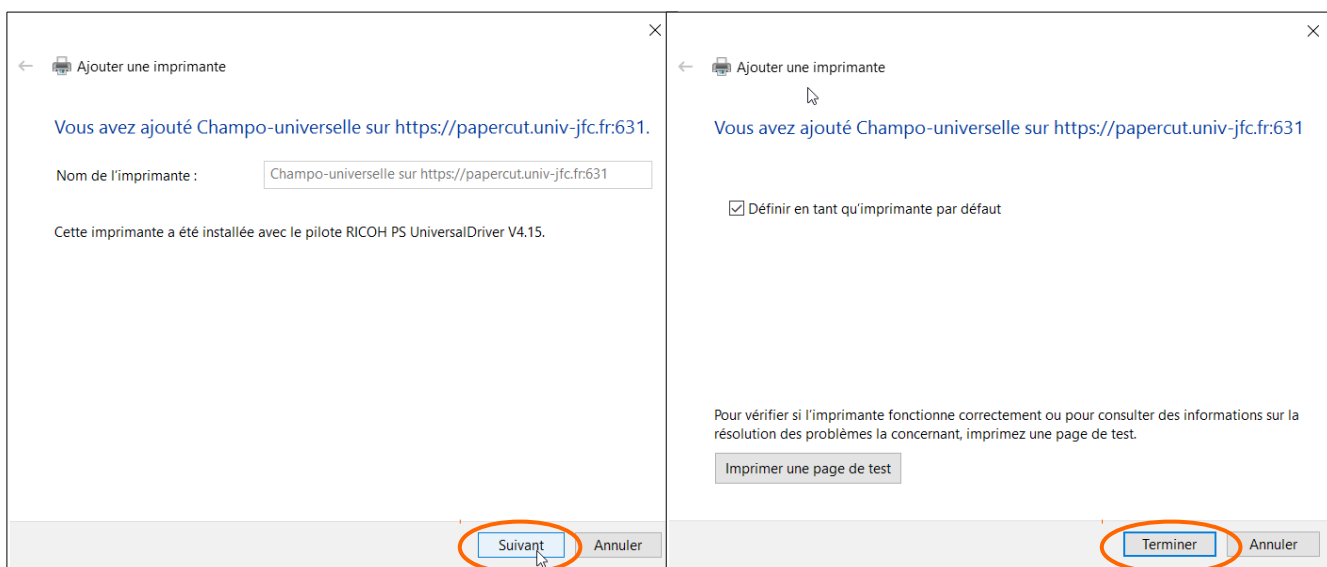 Ajouter une imprimante
Vous avez ajouté Champo-universelle sur https://papercut.univ-jfc.fr:631.
Nom de l'imprimante :
Champo-universelle sur https://papercut.univ-jfc.fr:631
Cette imprimante a été installée avec le pilote RICOH PS UniversalDriver V4.15.
Suivant
Annuler
Ajouter une imprimante
Vous avez ajouté Champo-universelle sur https://papercut.univ-jfc.fr:631
Définir en tant qu'imprimante par défaut
Pour vérifier si l'imprimante fonctionne correctement ou pour consulter des informations sur la
résolution des problèmes la concernant, imprimez une page de test.
Imprimer une page de test
Terminer
Annuler